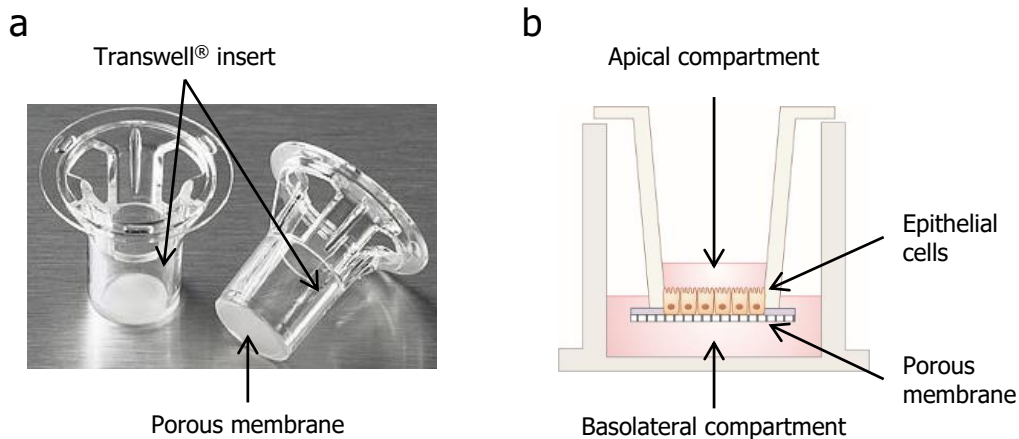 a
Transwell® insert
Porous membrane
b
Apical compartment
Epithelial
cells
Porous
membrane
Basolateral compartment